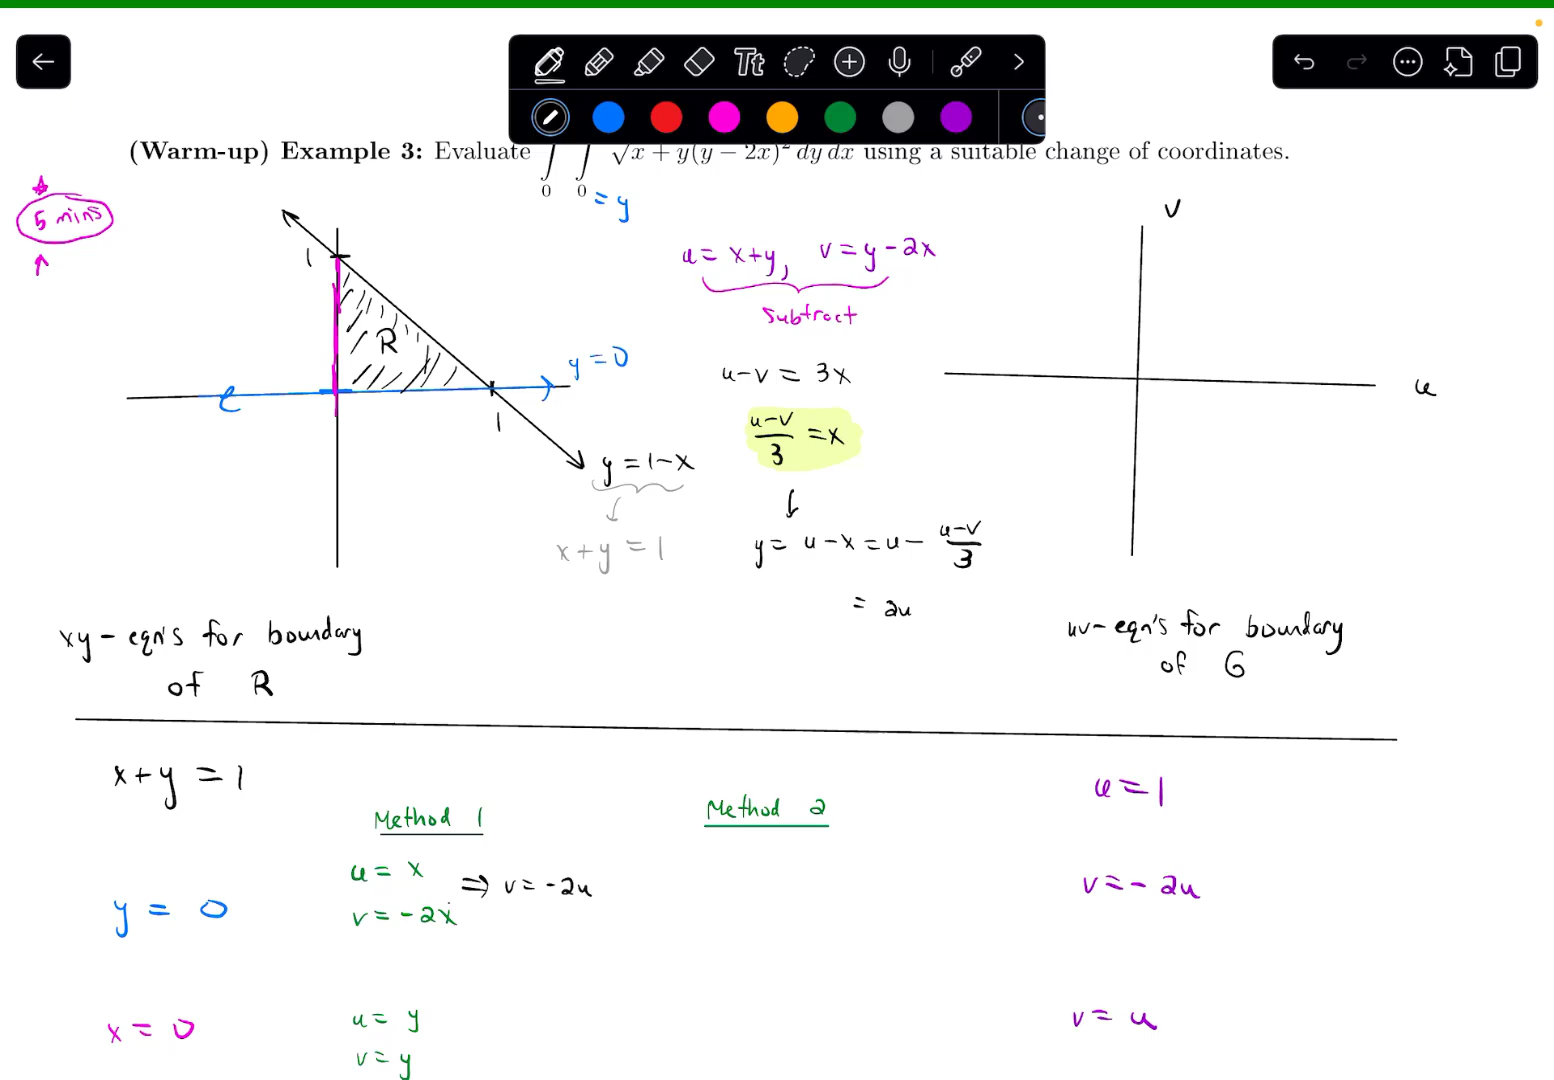 Tt
(Warm-up) Example 3: Evaluate ∫₀ ∫₀ √x + y(y − 2x)² dy dx using a suitable change of coordinates.
= y
5 mins
1
R
y = 0
1
y = 1-x
x + y = 1
u = x+y, v = y-2x
Subtract
u-v = 3x
u-v/3 = x
y = u-x = u - u-v/3
= 2u
v
u
xy-eqn's for boundary
of R
uv-eqn's for boundary
of G
x + y = 1
u = 1
Method 1
Method 2
u = x
v = -2x
⇒ v = -2u
y = 0
v = -2u
x = 0
u = y
v = y
v = u